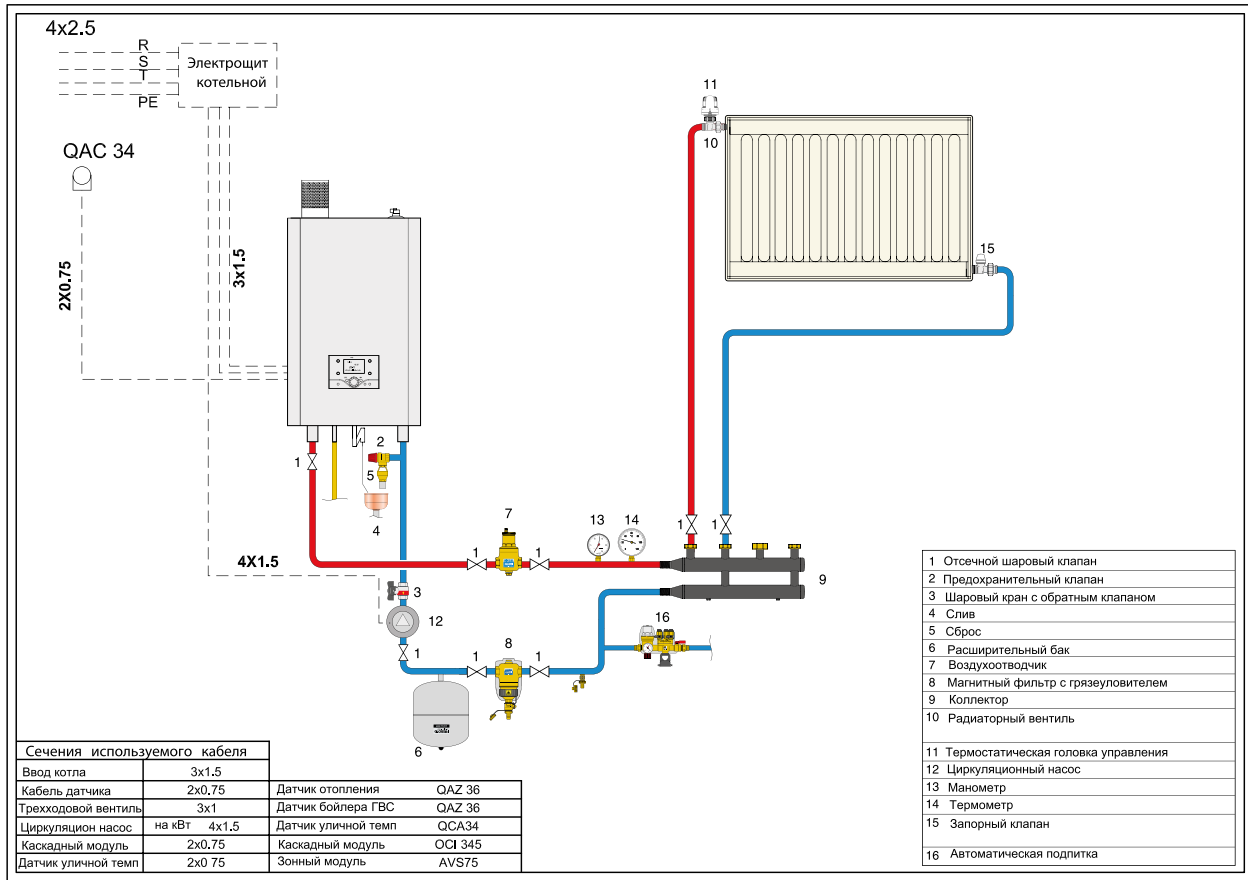 4x2.5
R
S
T
PE
Электрощит
котельной
QAC 34
2X0.75
3x1.5
4X1.5
11
10
15
1
2
5
4
7
13
14
1
1
1
1
9
3
12
16
1
1
8
1
6
Сечения используемого кабеля
Ввод котла 3x1.5
Кабель датчика 2x0.75 Датчик отопления QAZ 36
Трехходовой вентиль 3x1 Датчик бойлера ГВС QAZ 36
Циркуляцион насос на кВт 4x1.5 Датчик уличной темп QCA34
Каскадный модуль 2x0.75 Каскадный модуль OCI 345
Датчик уличной темп 2x0 75 Зонный модуль AVS75
1 Отсечной шаровый клапан
2 Предохранительный клапан
3 Шаровый кран с обратным клапаном
4 Слив
5 Сброс
6 Расширительный бак
7 Воздухоотводчик
8 Магнитный фильтр с грязеуловителем
9 Коллектор
10 Радиаторный вентиль
11 Термостатическая головка управления
12 Циркуляционный насос
13 Манометр
14 Термометр
15 Запорный клапан
16 Автоматическая подпитка